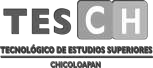 TESCH
TECNOLÓGICO DE ESTUDIOS SUPERIORES
CHICOLOAPAN